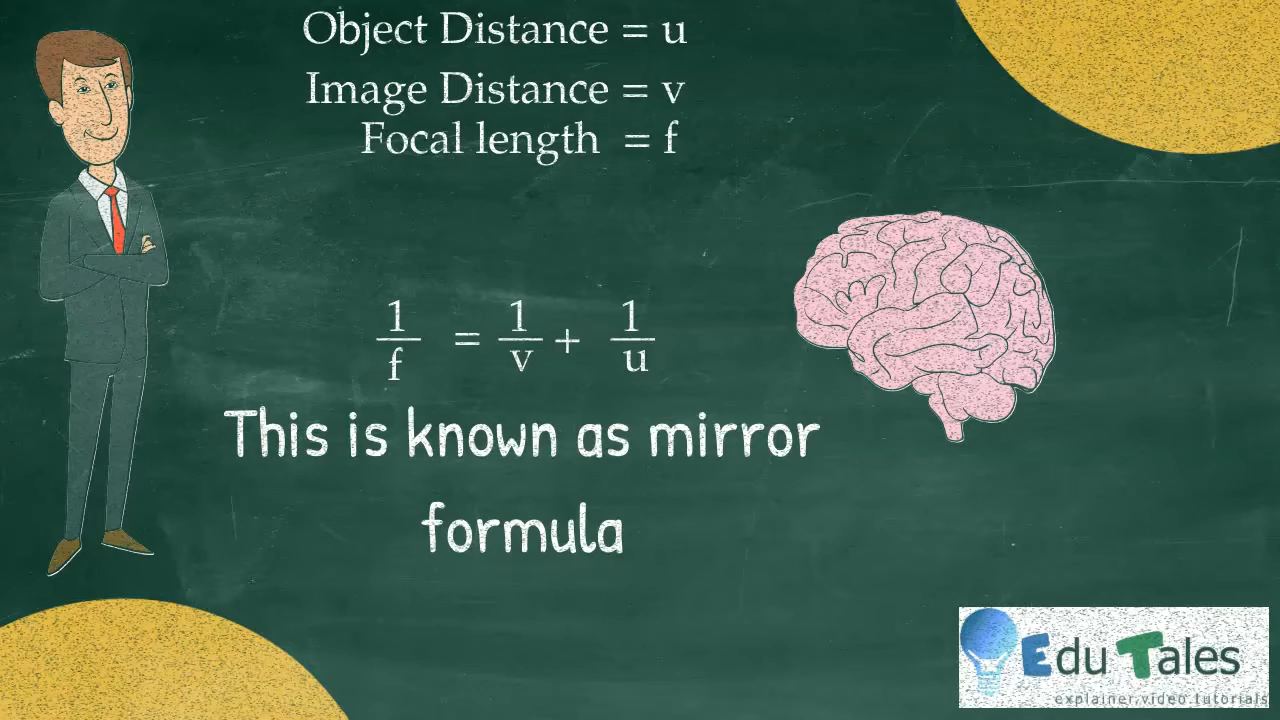 Object Distance = u
Image Distance = v
Focal length = f
1/f = 1/v + 1/u
This is known as mirror
formula
Edu Tales
explainer.video.tutorials